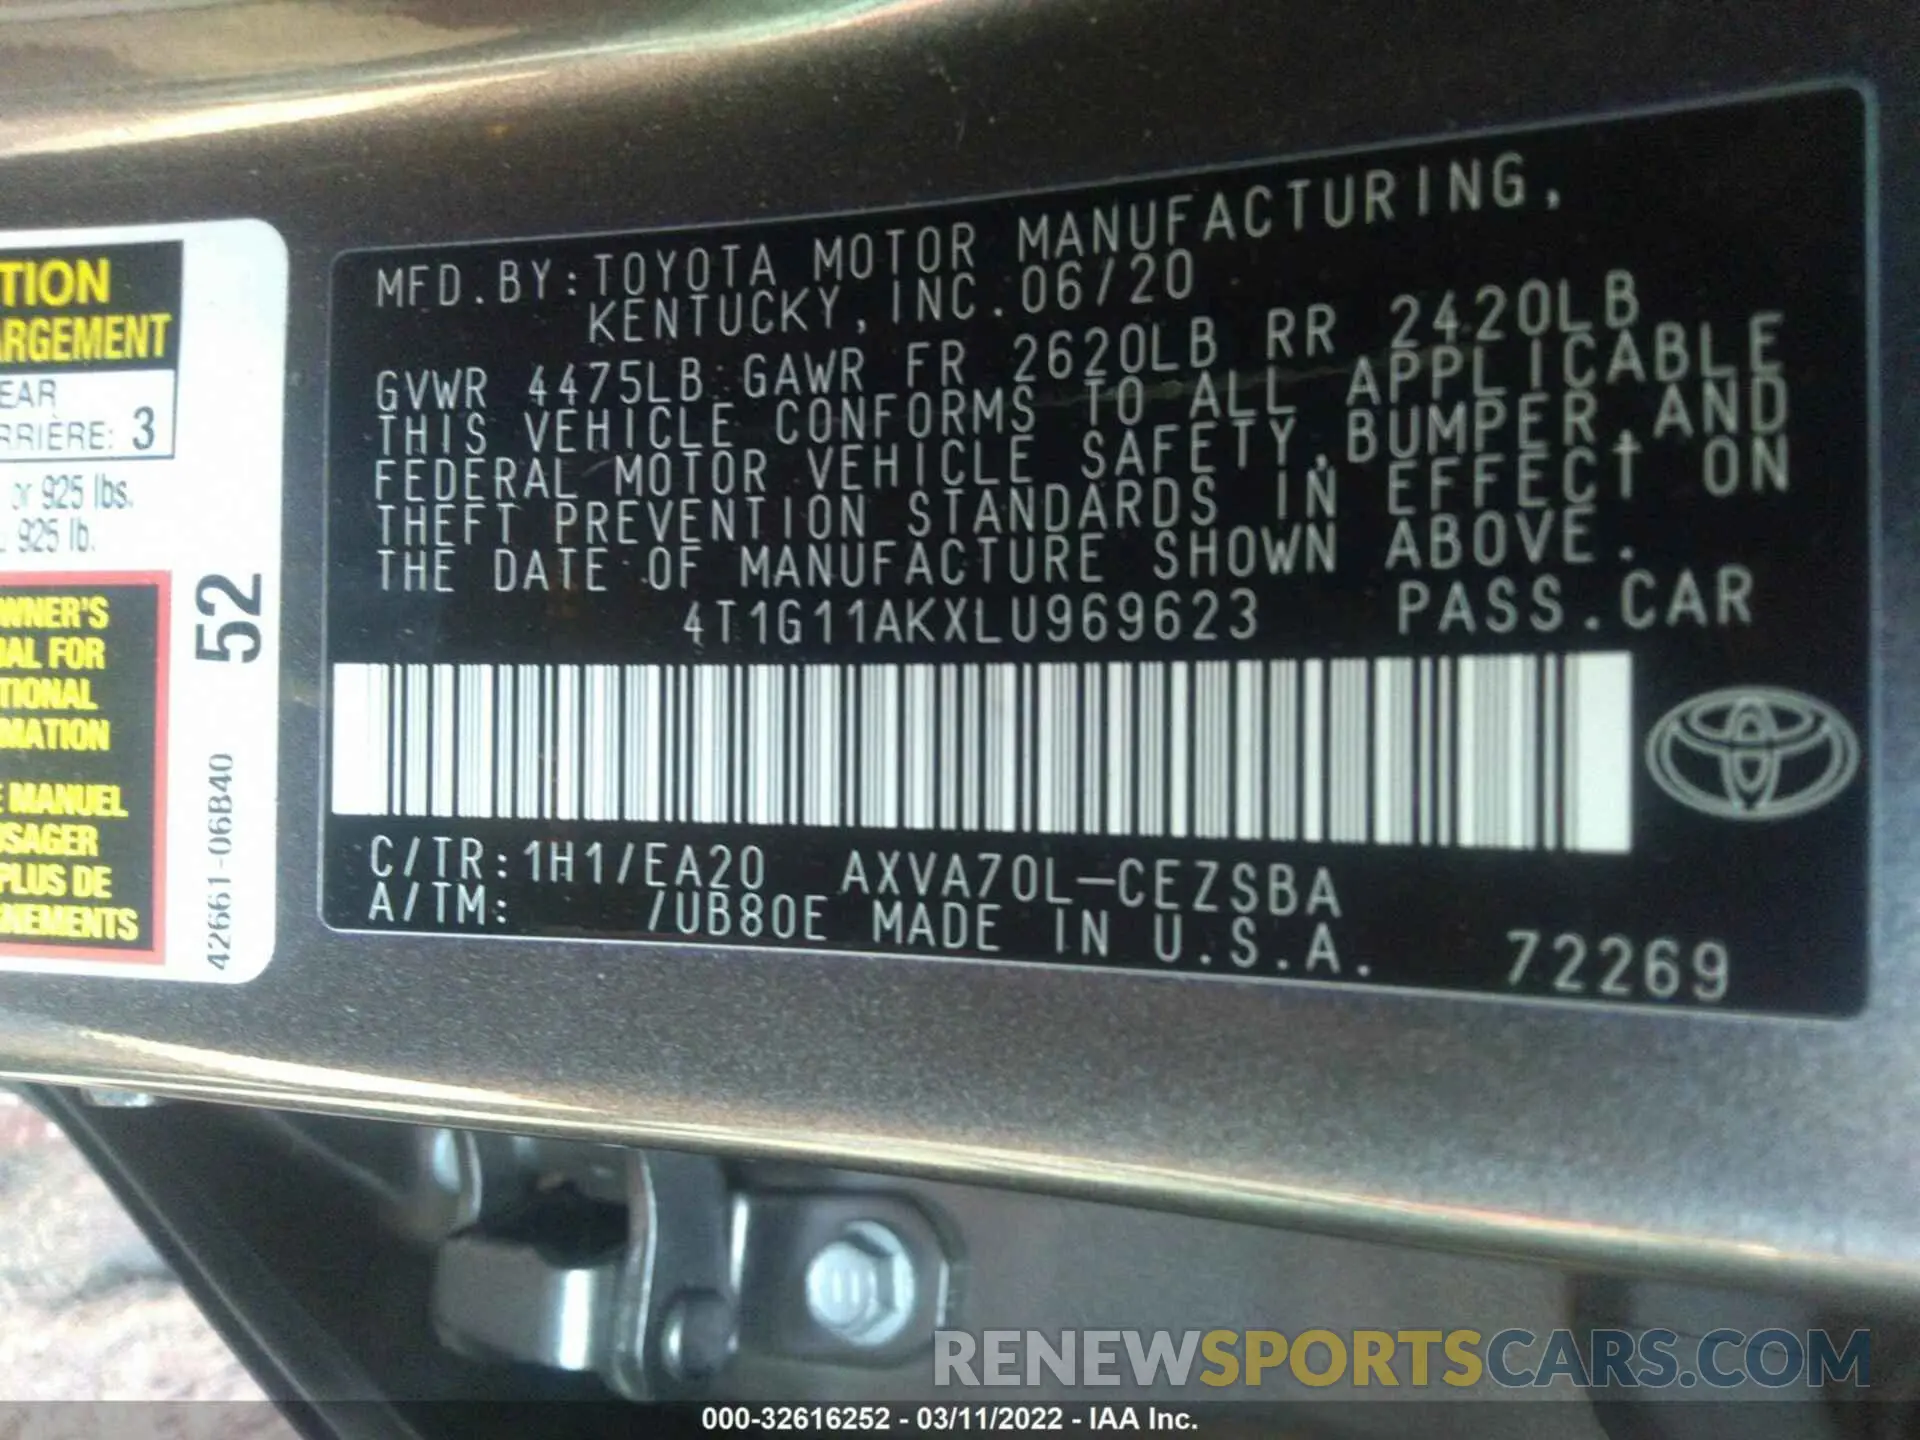 TION
ARGEMENT
EAR
RRIÈRE: 3
or 925 lbs.
925 lb.
WNER'S
AL FOR
TIONAL
MATION
E MANUEL
USAGER
PLUS DE
GNEMENTS
52
42661-06B40
MFD.BY:TOYOTA MOTOR MANUFACTURING,
KENTUCKY,INC.06/20
GVWR 4475LB GAWR FR 2620LB RR 2420LB
THIS VEHICLE CONFORMS TO ALL APPLICABLE
FEDERAL MOTOR VEHICLE SAFETY,BUMPER,AND
THEFT PREVENTION STANDARDS IN EFFECT ON
THE DATE OF MANUFACTURE SHOWN ABOVE.
4T1G11AKXLU969623 PASS.CAR
C/TR:1H1/EA20 AXVA70L-CEZSBA
A/TM: /UB80E MADE IN U.S.A. 72269
RENEWSPORTSCARS.COM
000-32616252 - 03/11/2022 - IAA Inc.